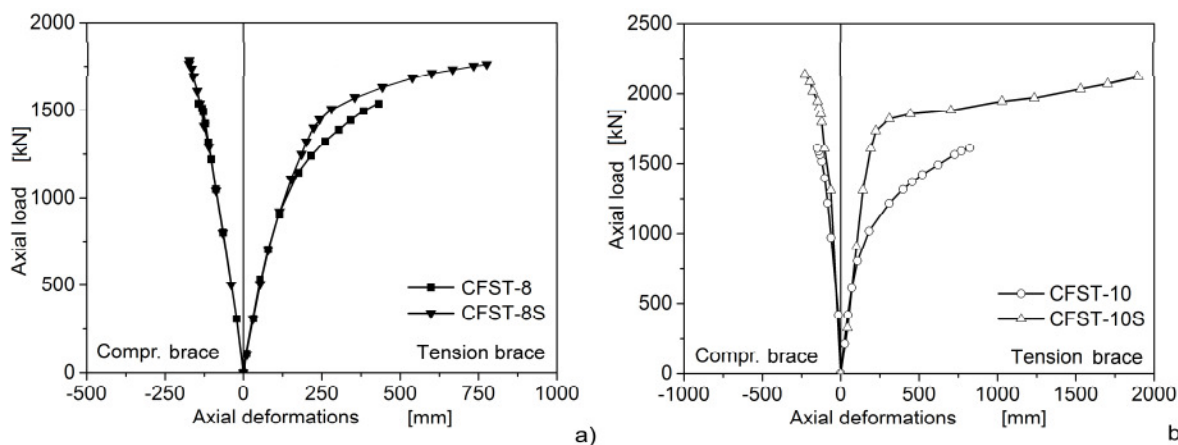 2000
1500
1000
500
0
Axial load [kN]
CFST-8
CFST-8S
Compr. brace
Tension brace
-500 -250 0 250 500 750 1000
Axial deformations [mm]
a)
2500
2000
1500
1000
500
0
Axial load [kN]
CFST-10
CFST-10S
Compr. brace
Tension brace
-1000 -500 0 500 1000 1500 2000
Axial deformations [mm]
b